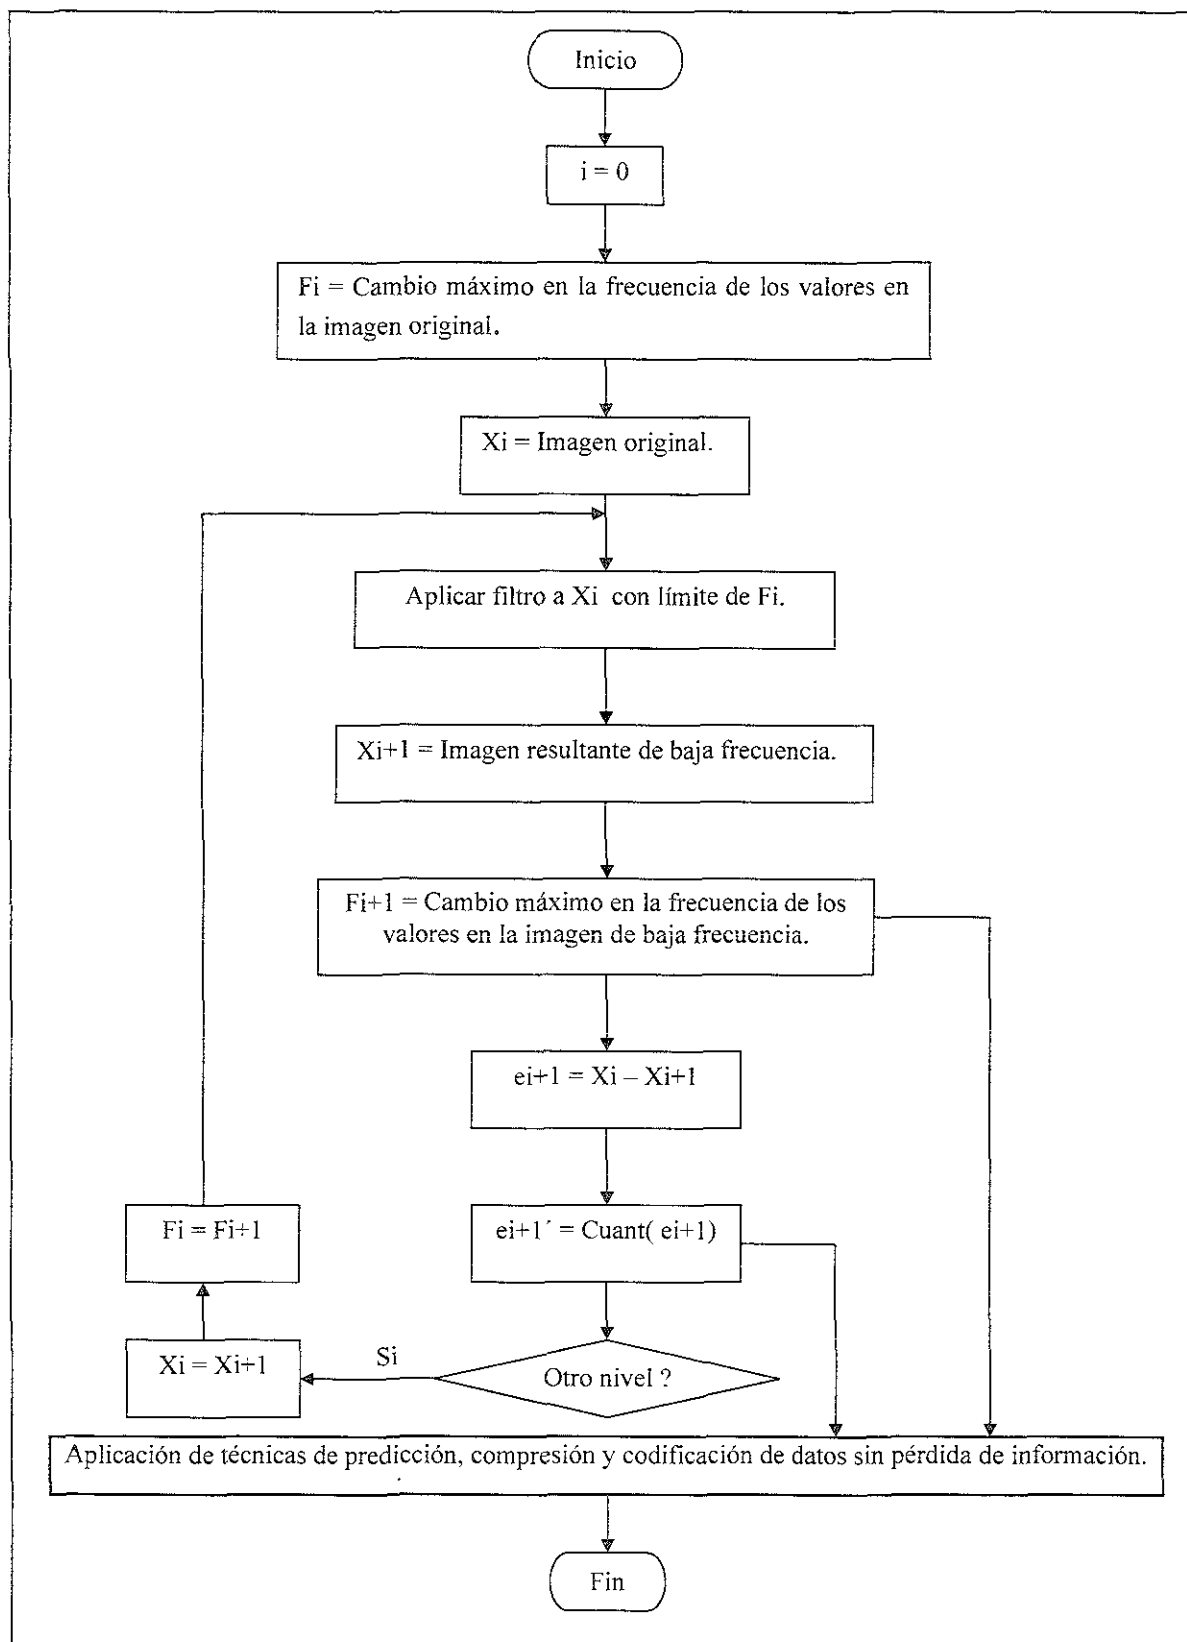 Inicio
i = 0
Fi = Cambio máximo en la frecuencia de los valores en
la imagen original.
Xi = Imagen original.
Aplicar filtro a Xi con límite de Fi.
Xi+1 = Imagen resultante de baja frecuencia.
Fi+1 = Cambio máximo en la frecuencia de los
valores en la imagen de baja frecuencia.
ei+1 = Xi – Xi+1
Fi = Fi+1
ei+1´ = Cuant( ei+1)
Xi = Xi+1
Si
Otro nivel ?
Aplicación de técnicas de predicción, compresión y codificación de datos sin pérdida de información.
Fin